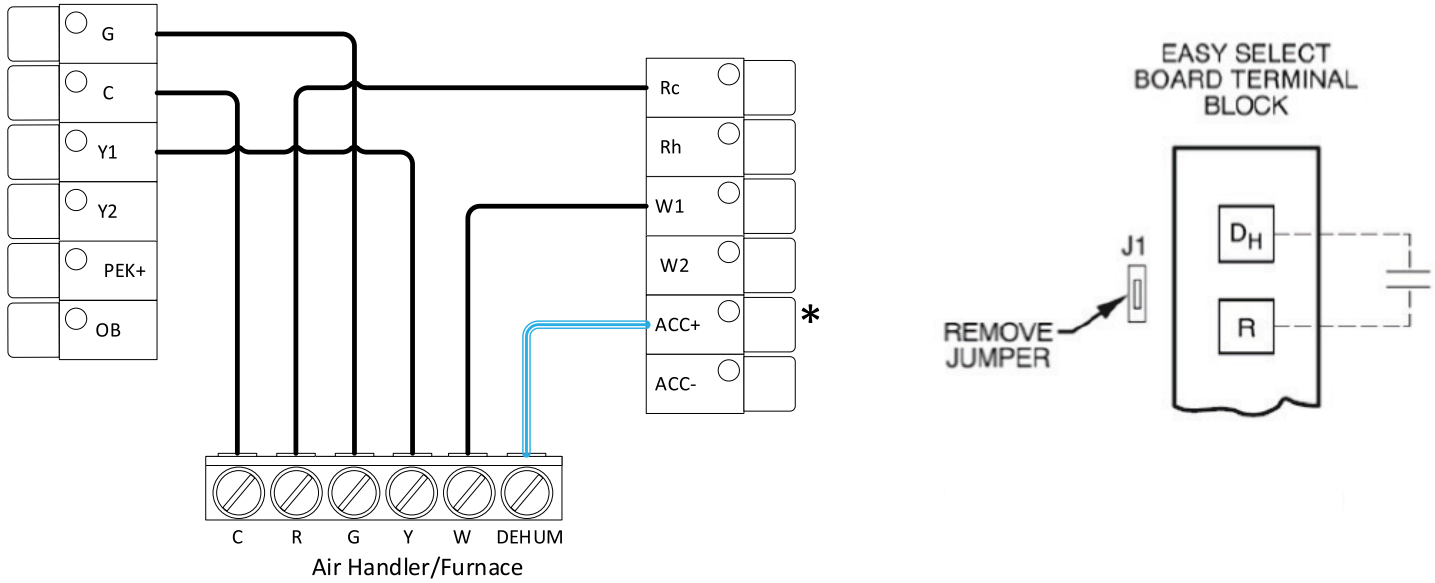 G
C
Y1
Y2
PEK+
OB
Rc
Rh
W1
W2
ACC+
*
ACC-
C R G Y W DEHUM
Air Handler/Furnace
EASY SELECT
BOARD TERMINAL
BLOCK
DH
J1
R
REMOVE
JUMPER